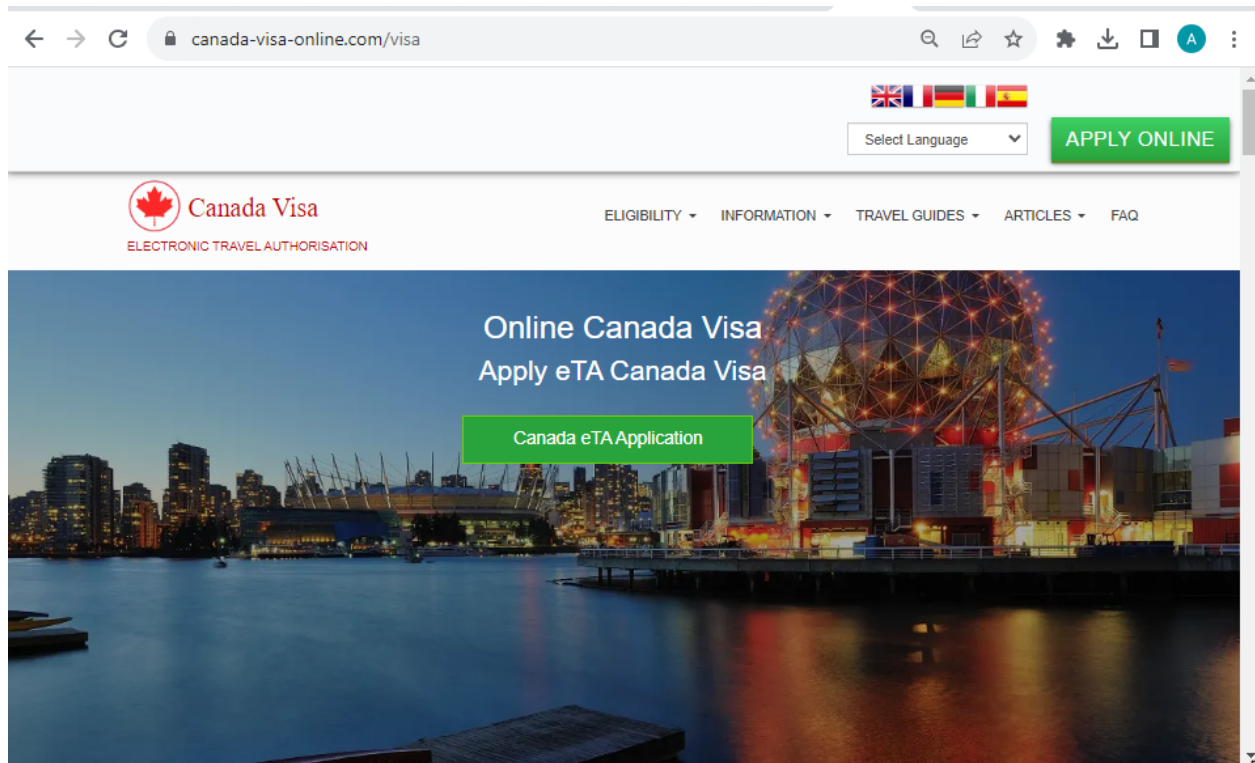 canada-visa-online.com/visa
A
Select Language
APPLY ONLINE
Canada Visa
ELECTRONIC TRAVEL AUTHORISATION
ELIGIBILITY INFORMATION TRAVEL GUIDES ARTICLES FAQ
Online Canada Visa
Apply eTA Canada Visa
Canada eTA Application